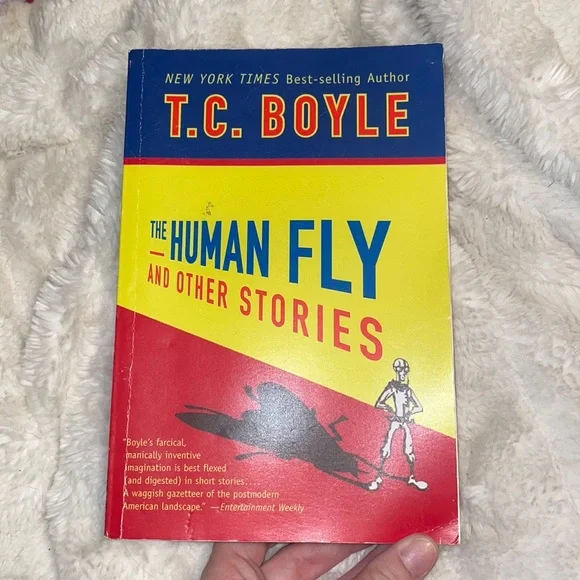 NEW YORK TIMES Best-selling Author
T.C. BOYLE
THE HUMAN FLY
AND OTHER STORIES
"Boyle's farcical,
manically inventive
imagination is best flexed
(and digested) in short stories....
A waggish gazetteer of the postmodern
American landscape." —Entertainment Weekly